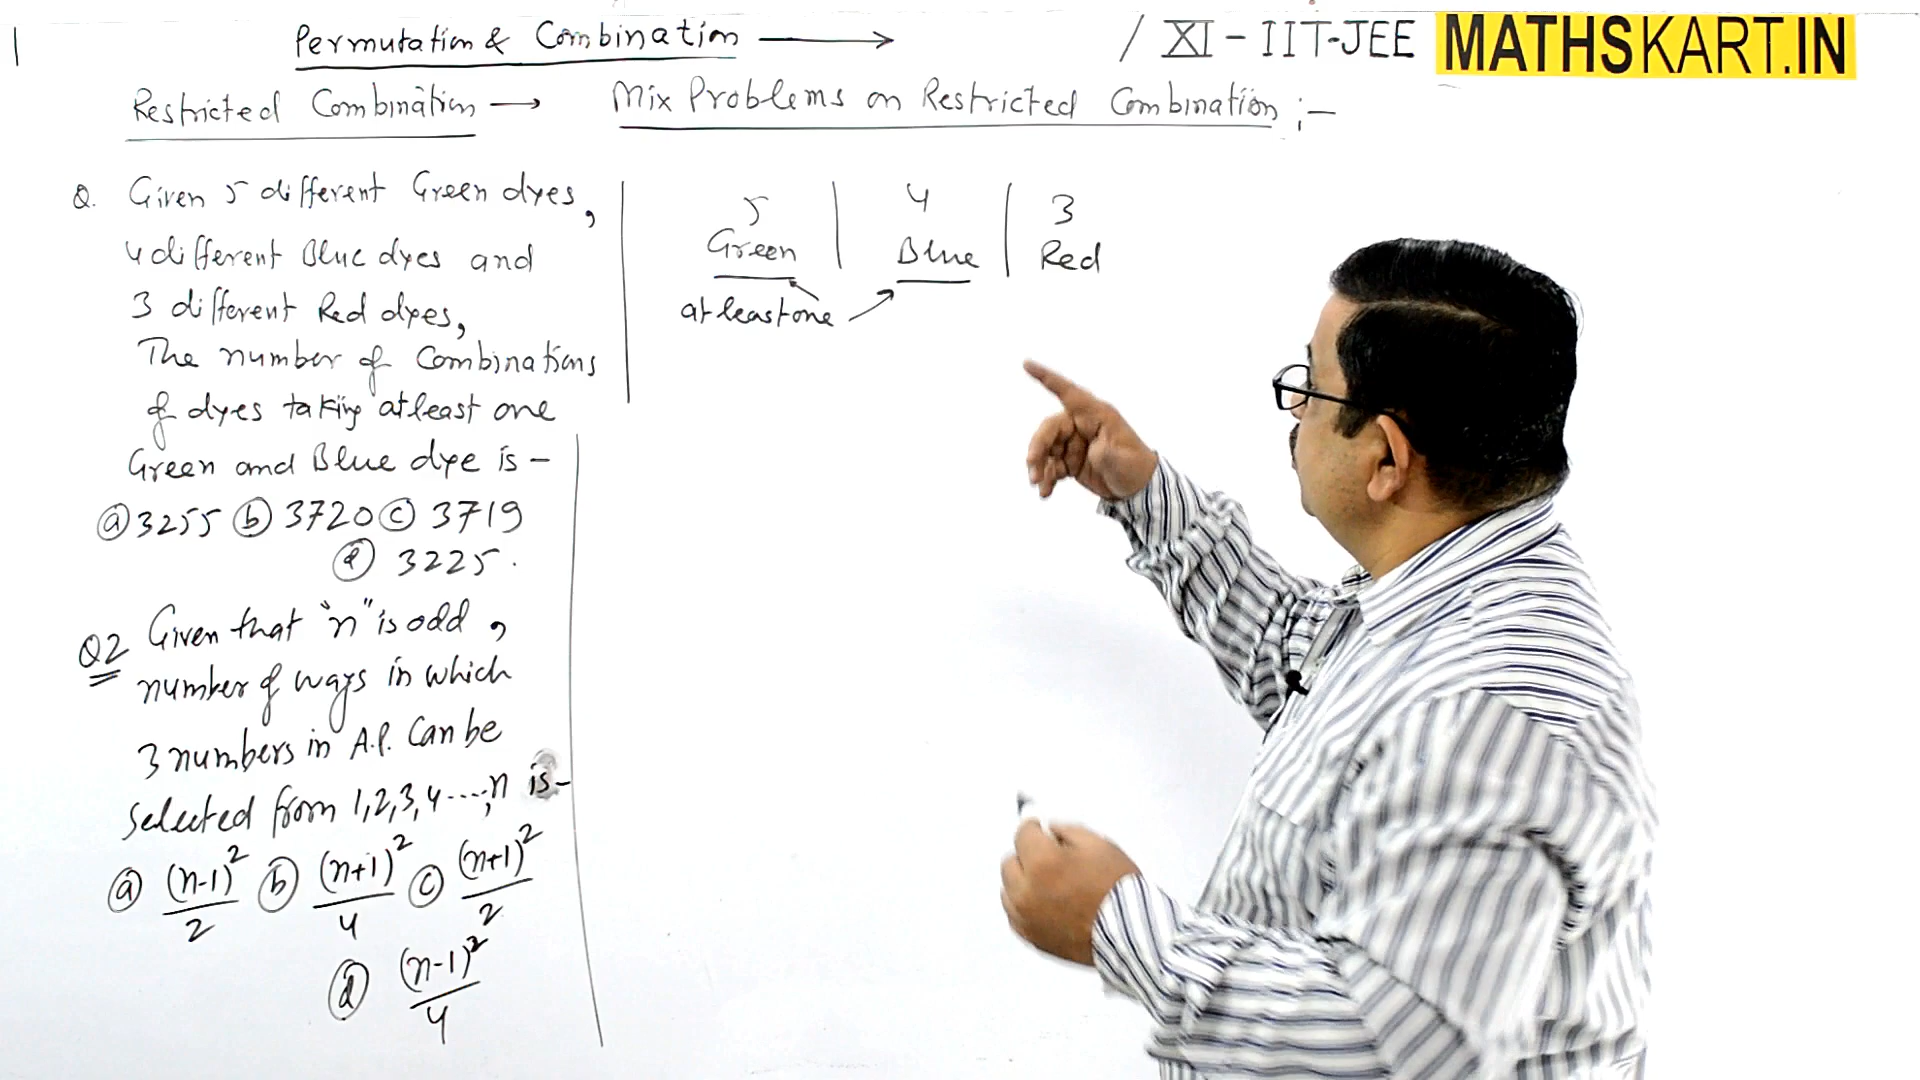 Permutation & Combination → / XI - IIT-JEE MATHSKART.IN
Restricted Combination → Mix Problems on Restricted Combination :-
Q. Given 5 different Green dyes,
4 different Blue dyes and
3 different Red dyes,
The number of Combinations
of dyes taking atleast one
Green and Blue dye is -
(a) 3255 (b) 3720 (c) 3719
(d) 3225.
Q2 Given that "n" is odd,
number of ways in which
3 numbers in A.P. Can be
selected from 1,2,3,4----,n is-
(a) (n-1)²/2 (b) (n+1)²/4 (c) (n+1)²/2
(d) (n-1)²/4
5 | 4 | 3
Green | Blue | Red
atleast one